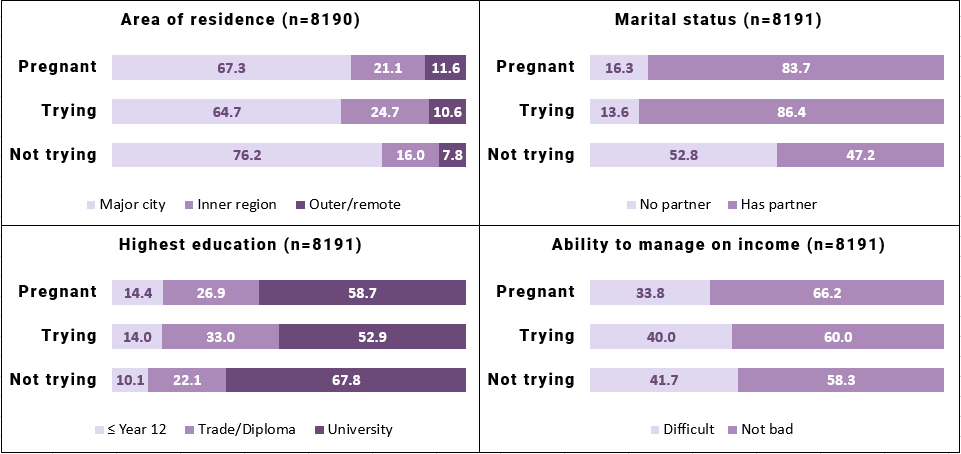 Area of residence (n=8190)
Pregnant 67.3 21.1 11.6
Trying 64.7 24.7 10.6
Not trying 76.2 16.0 7.8
Major city Inner region Outer/remote
Marital status (n=8191)
Pregnant 16.3 83.7
Trying 13.6 86.4
Not trying 52.8 47.2
No partner Has partner
Highest education (n=8191)
Pregnant 14.4 26.9 58.7
Trying 14.0 33.0 52.9
Not trying 10.1 22.1 67.8
≤ Year 12 Trade/Diploma University
Ability to manage on income (n=8191)
Pregnant 33.8 66.2
Trying 40.0 60.0
Not trying 41.7 58.3
Difficult Not bad